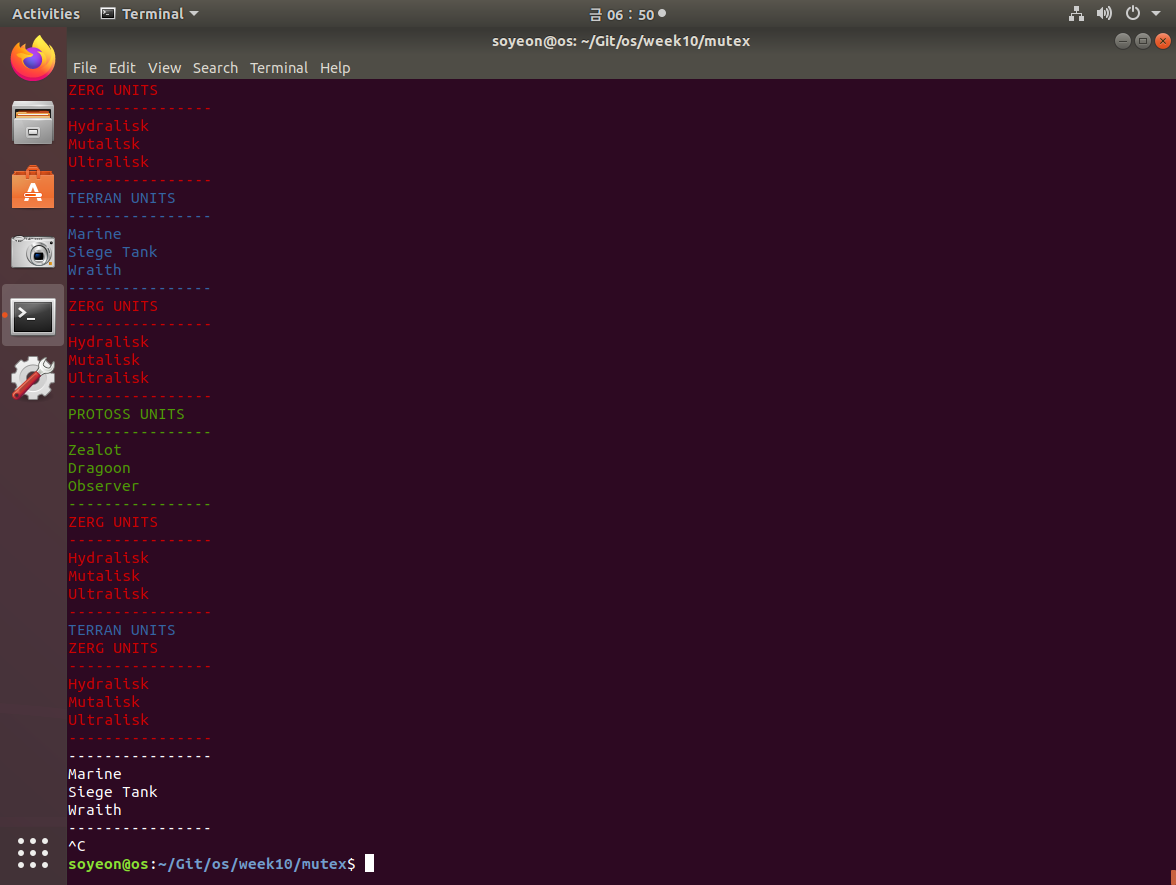 Activities Terminal 금 06 : 50
soyeon@os: ~/Git/os/week10/mutex
File Edit View Search Terminal Help
ZERG UNITS
----------------
Hydralisk
Mutalisk
Ultralisk
----------------
TERRAN UNITS
----------------
Marine
Siege Tank
Wraith
----------------
ZERG UNITS
----------------
Hydralisk
Mutalisk
Ultralisk
----------------
PROTOSS UNITS
----------------
Zealot
Dragoon
Observer
----------------
ZERG UNITS
----------------
Hydralisk
Mutalisk
Ultralisk
----------------
TERRAN UNITS
ZERG UNITS
----------------
Hydralisk
Mutalisk
Ultralisk
----------------
----------------
Marine
Siege Tank
Wraith
----------------
^C
soyeon@os:~/Git/os/week10/mutex$